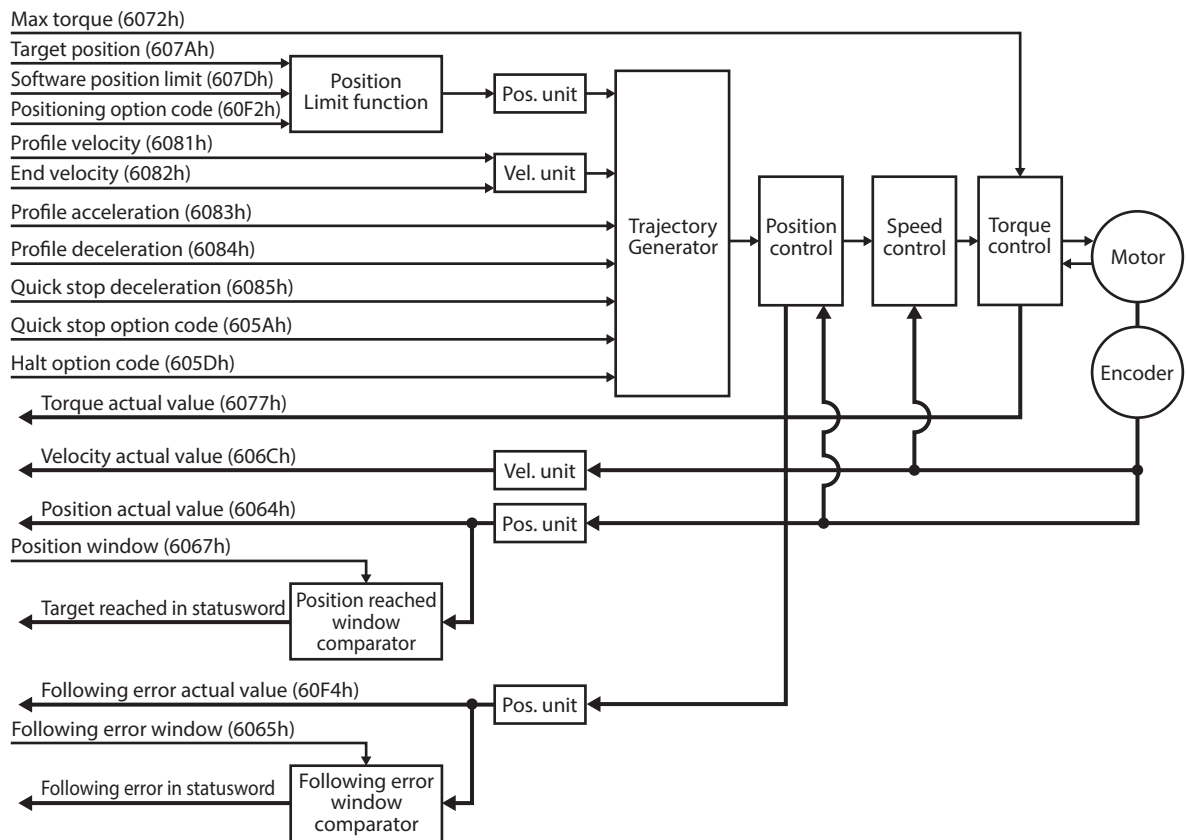 Max torque (6072h)
Target position (607Ah)
Software position limit (607Dh)
Positioning option code (60F2h)
Position
Limit function
Pos. unit
Profile velocity (6081h)
End velocity (6082h)
Vel. unit
Profile acceleration (6083h)
Profile deceleration (6084h)
Quick stop deceleration (6085h)
Quick stop option code (605Ah)
Halt option code (605Dh)
Trajectory
Generator
Position
control
Speed
control
Torque
control
Motor
Encoder
Torque actual value (6077h)
Velocity actual value (606Ch)
Vel. unit
Position actual value (6064h)
Pos. unit
Position window (6067h)
Target reached in statusword
Position reached
window
comparator
Following error actual value (60F4h)
Pos. unit
Following error window (6065h)
Following error in statusword
Following error
window
comparator